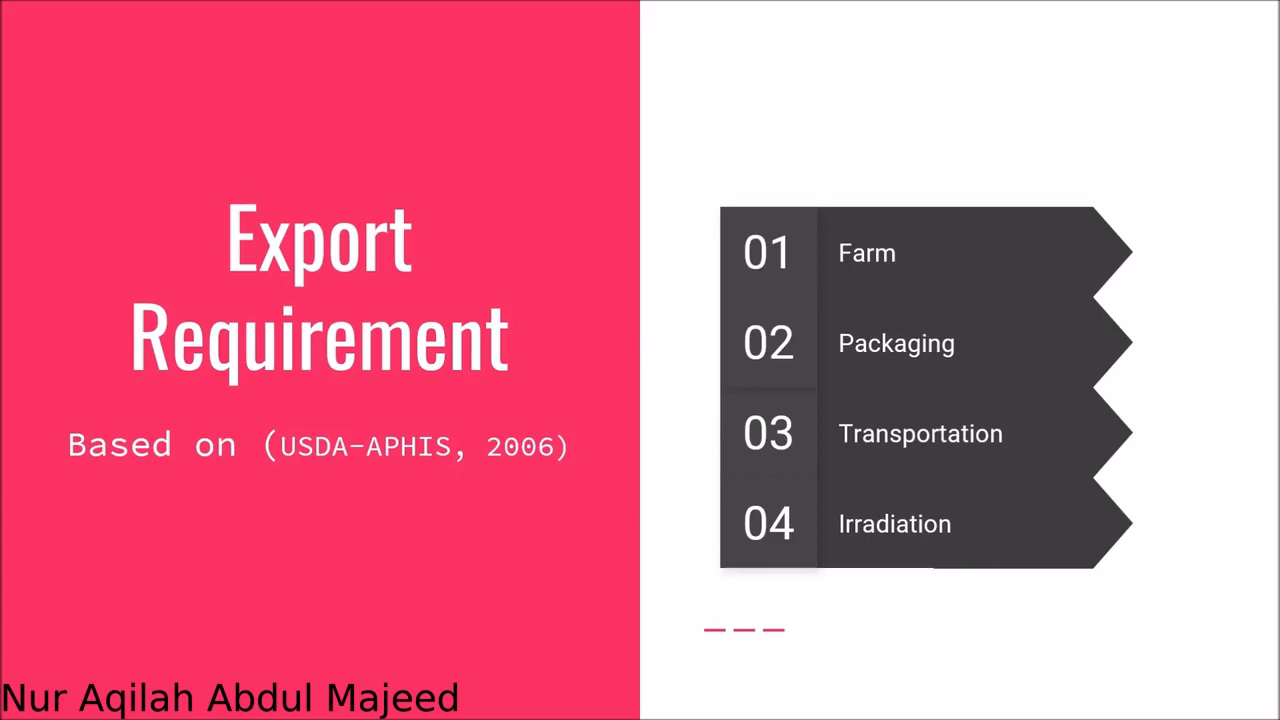 Export
Requirement
Based on (USDA-APHIS, 2006)
01 Farm
02 Packaging
03 Transportation
04 Irradiation
Nur Aqilah Abdul Majeed